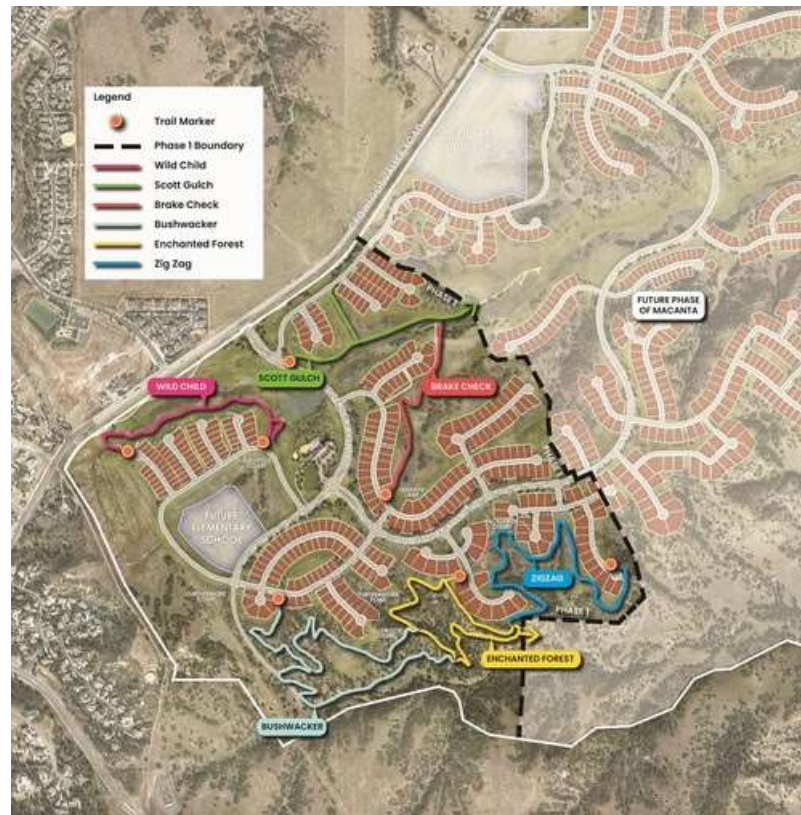 Legend
Trail Marker
Phase 1 Boundary
Wild Child
Scott Gulch
Brake Check
Bushwacker
Enchanted Forest
Zig Zag
PHASE 1
FUTURE PHASE
OF MACANTA
SCOTT GULCH
WILD CHILD
BRAKE CHECK
FUTURE
ELEMENTARY
SCHOOL
ZIGZAG
PHASE 1
ENCHANTED FOREST
BUSHWACKER